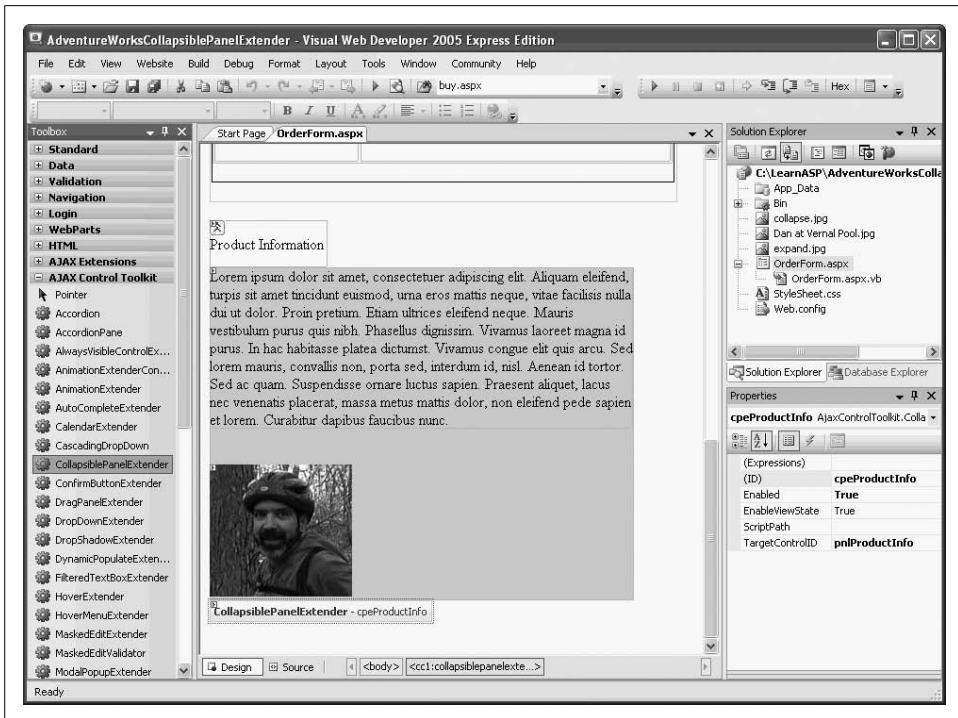 AdventureWorksCollapsiblePanelExtender - Visual Web Developer 2005 Express Edition
File Edit View Website Build Debug Format Layout Tools Window Community Help
buy.aspx
Hex
B I U A
Toolbox
Standard
Data
Validation
Navigation
Login
WebParts
HTML
AJAX Extensions
AJAX Control Toolkit
Pointer
Accordion
AccordionPane
AlwaysVisibleControlEx...
AnimationExtenderCon...
AnimationExtender
AutoCompleteExtender
CalendarExtender
CascadingDropDown
CollapsiblePanelExtender
ConfirmButtonExtender
DragPanelExtender
DropDownExtender
DropShadowExtender
DynamicPopulateExten...
FilteredTextBoxExtender
HoverExtender
HoverMenuExtender
MaskedEditExtender
MaskedEditValidator
ModalPopupExtender
Start Page OrderForm.aspx
Product Information
Lorem ipsum dolor sit amet, consectetuer adipiscing elit. Aliquam eleifend,
turpis sit amet tincidunt euismod, urna eros mattis neque, vitae facilisis nulla
dui ut dolor. Proin pretium. Etiam ultrices eleifend neque. Mauris
vestibulum purus quis nibh. Phasellus dignissim. Vivamus laoreet magna id
purus. In hac habitasse platea dictumst. Vivamus congue elit quis arcu. Sed
lorem mauris, convallis non, porta sed, interdum id, nisl. Aenean id tortor.
Sed ac quam. Suspendisse ornare luctus sapien. Praesent aliquet, lacus
nec venenatis placerat, massa metus mattis dolor, non eleifend pede sapien
et lorem. Curabitur dapibus faucibus nunc.
CollapsiblePanelExtender - cpeProductInfo
Design Source <body> <cc1:collapsiblepanelexte...>
Solution Explorer
C:\LearnASP\AdventureWorksColla
App_Data
Bin
collapse.jpg
Dan at Vernal Pool.jpg
expand.jpg
OrderForm.aspx
OrderForm.aspx.vb
StyleSheet.css
Web.config
Solution Explorer Database Explorer
Properties
cpeProductInfo AjaxControlToolkit.Colla
(Expressions)
(ID) cpeProductInfo
Enabled True
EnableViewState True
ScriptPath
TargetControlID pnlProductInfo
Ready